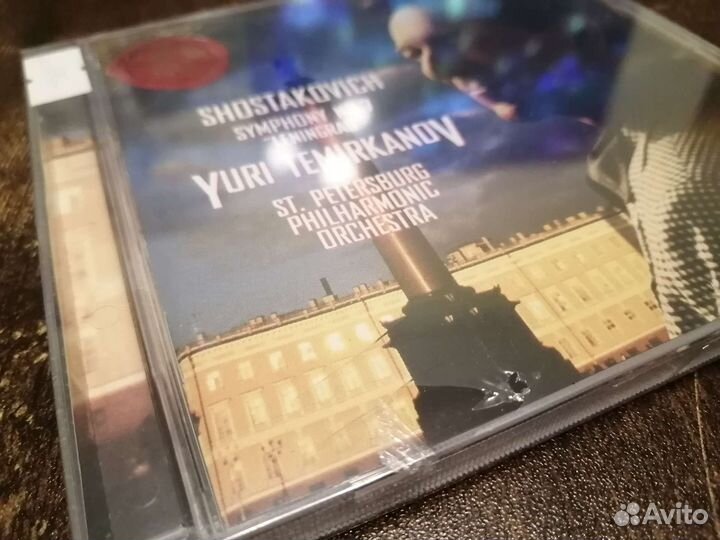 SHOSTAKOVICH
SYMPHONY
YURI TEMIRKANOV
ST. PETERSBURG
PHILHARMONIC
ORCHESTRA
Avito